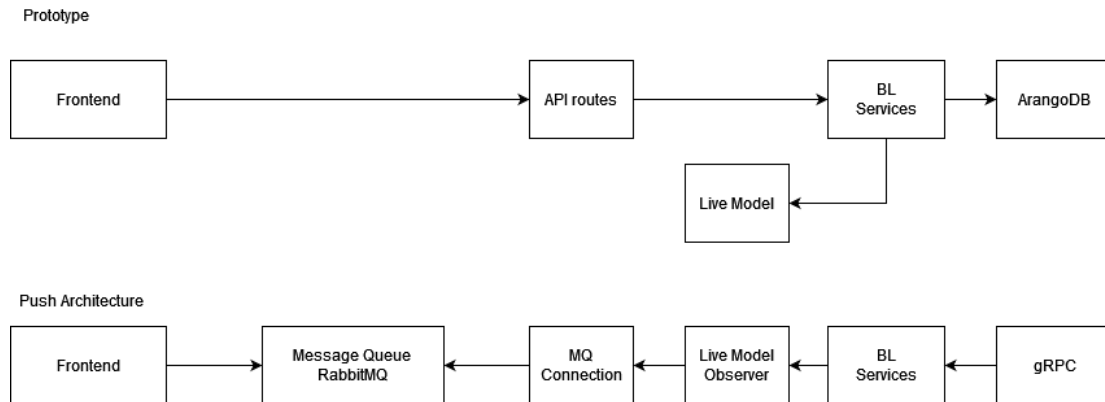 Prototype
Frontend
API routes
BL
Services
ArangoDB
Live Model
Push Architecture
Frontend
Message Queue
RabbitMQ
MQ
Connection
Live Model
Observer
BL
Services
gRPC